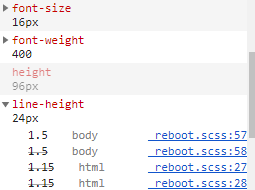 font-size
16px
font-weight
400
height
96px
line-height
24px
1.5 body _reboot.scss:57
1.5 body _reboot.scss:58
1.15 html _reboot.scss:27
1.15 html _reboot.scss:28